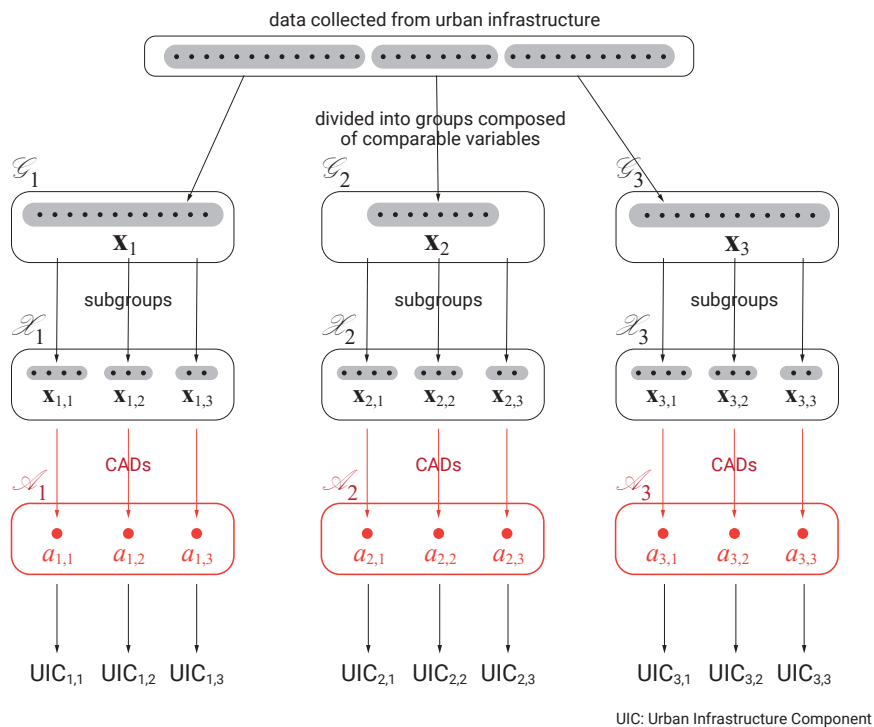 data collected from urban infrastructure
divided into groups composed
of comparable variables
𝒢1 𝒢2 𝒢3
x1 x2 x3
subgroups subgroups subgroups
𝒳1 𝒳2 𝒳3
x1,1 x1,2 x1,3 x2,1 x2,2 x2,3 x3,1 x3,2 x3,3
CADs CADs CADs
𝒜1 𝒜2 𝒜3
a1,1 a1,2 a1,3 a2,1 a2,2 a2,3 a3,1 a3,2 a3,3
UIC1,1 UIC1,2 UIC1,3 UIC2,1 UIC2,2 UIC2,3 UIC3,1 UIC3,2 UIC3,3
UIC: Urban Infrastructure Component